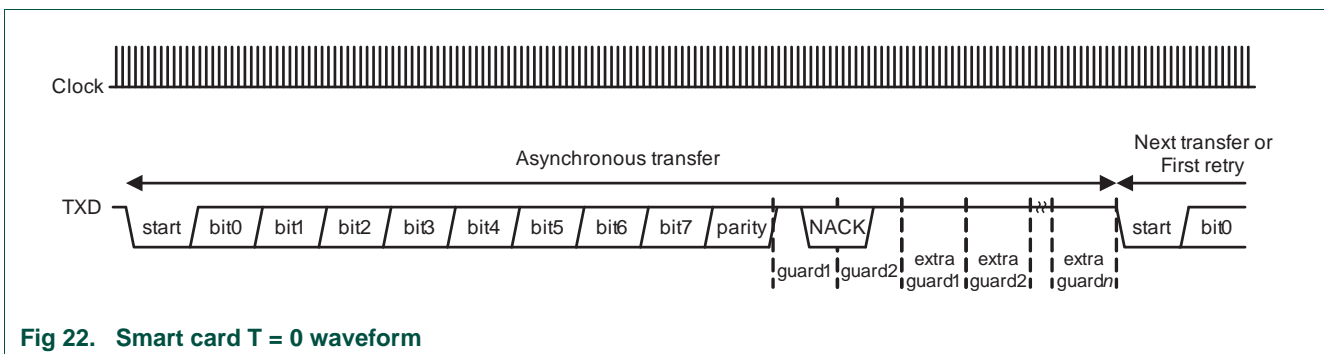 Clock
Asynchronous transfer
Next transfer or
First retry
TXD
start bit0 bit1 bit2 bit3 bit4 bit5 bit6 bit7 parity NACK start bit0
guard1 guard2 extra guard1 extra guard2 extra guardn
Fig 22. Smart card T = 0 waveform